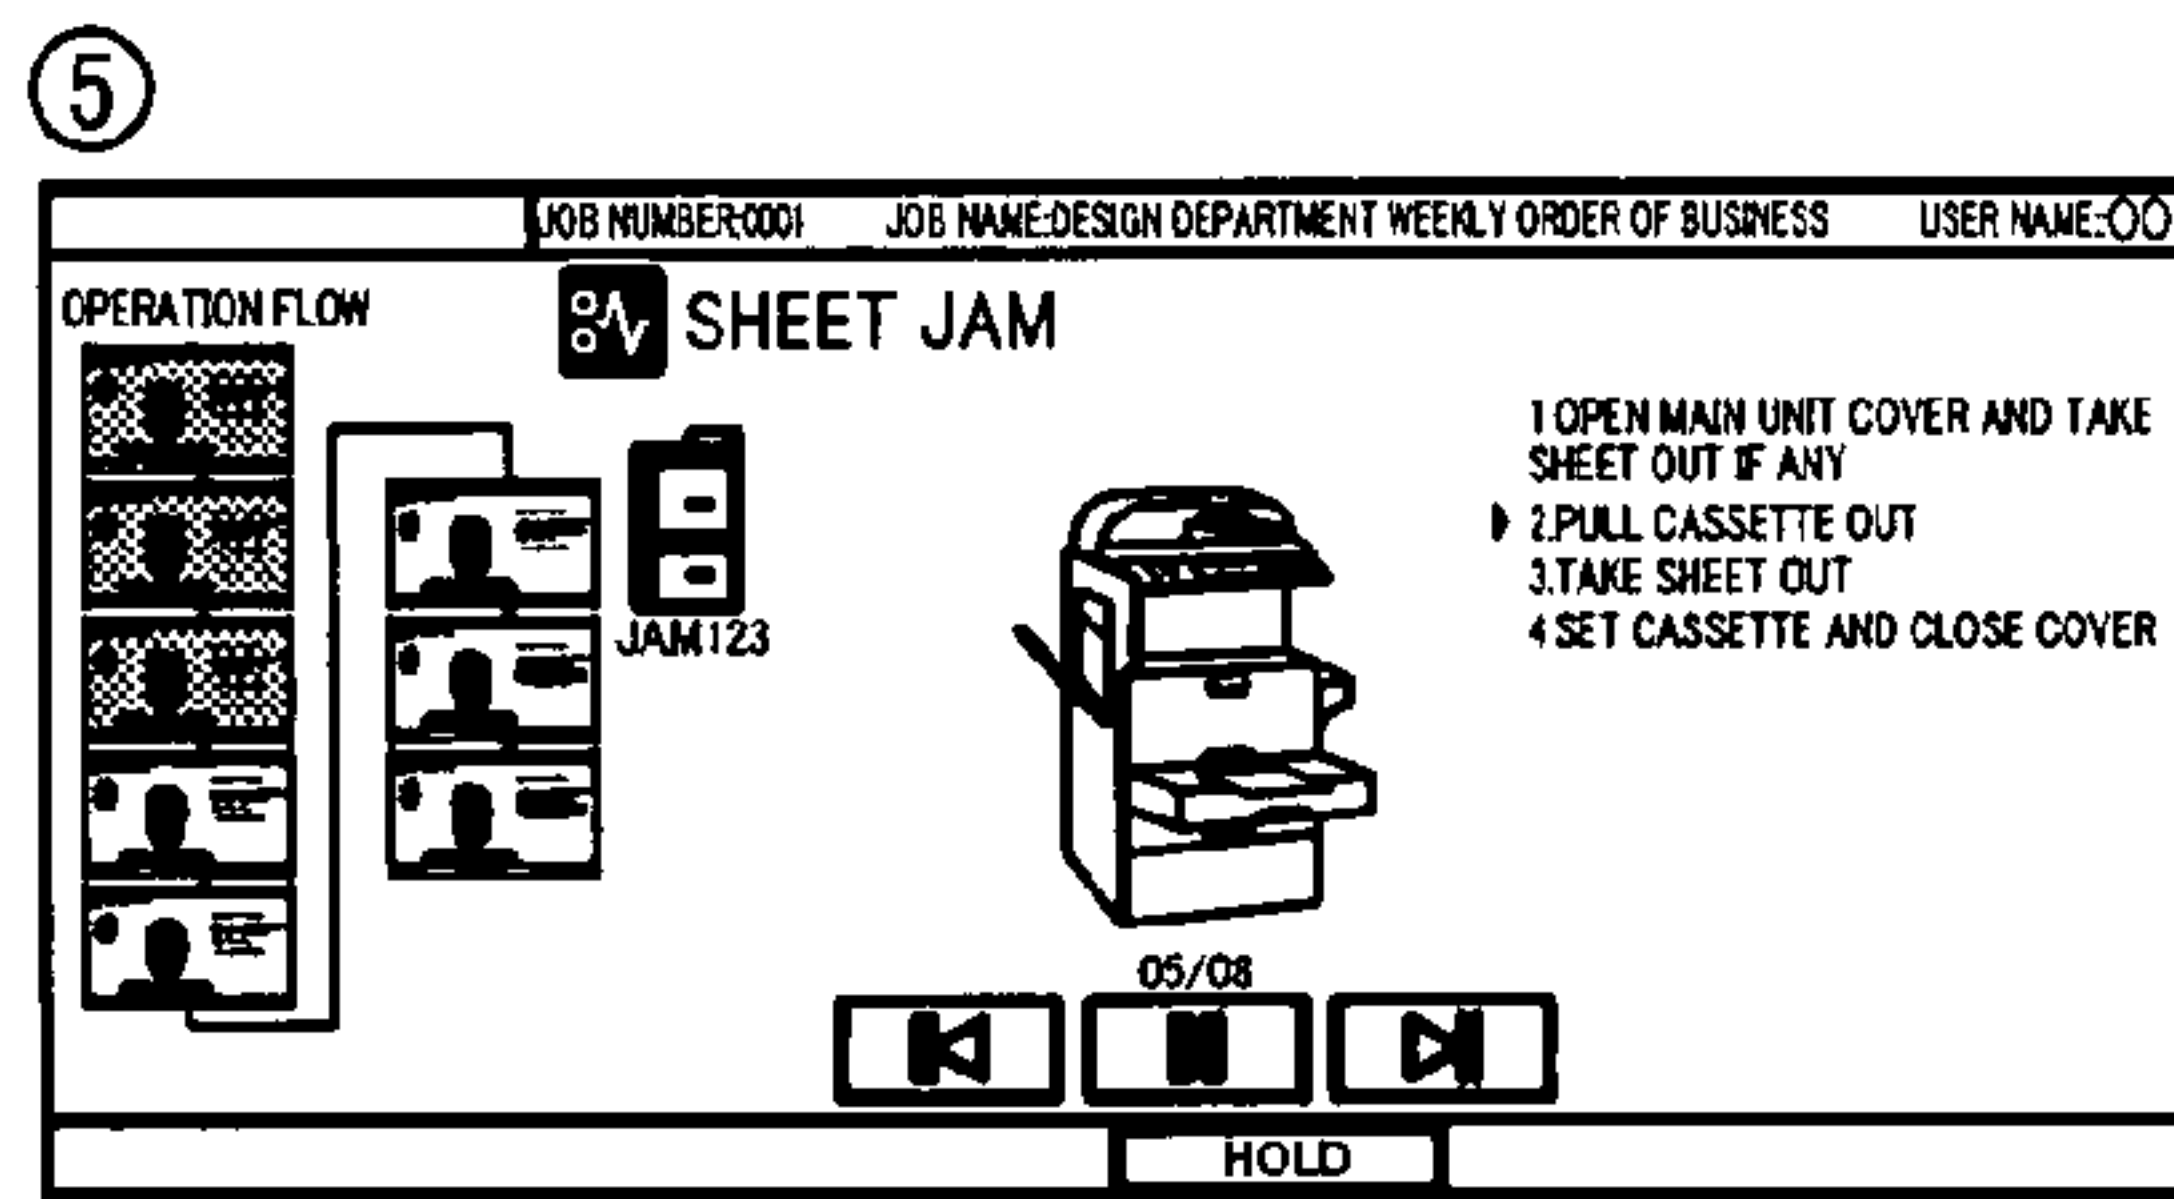 5
JOB NUMBER:0001 JOB NAME:DESIGN DEPARTMENT WEEKLY ORDER OF BUSINESS USER NAME:OO
OPERATION FLOW
SHEET JAM
1 OPEN MAIN UNIT COVER AND TAKE
SHEET OUT IF ANY
2.PULL CASSETTE OUT
3.TAKE SHEET OUT
4 SET CASSETTE AND CLOSE COVER
JAM123
05/08
HOLD